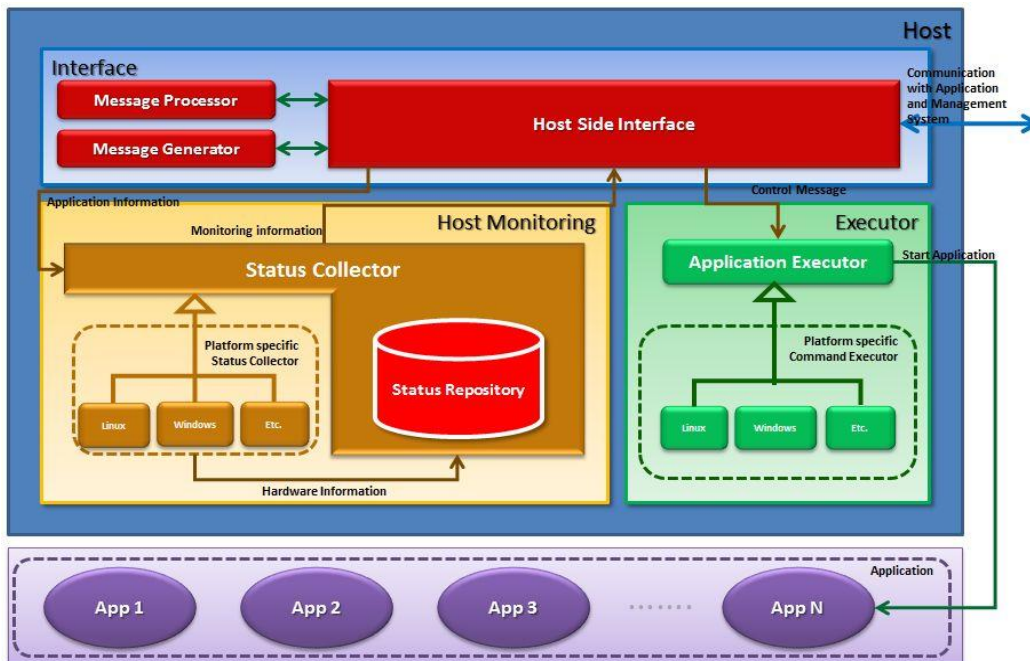 Host
Interface
Message Processor
Message Generator
Host Side Interface
Communication
with Application
and Management
System
Application Information
Monitoring information
Control Message
Host Monitoring
Status Collector
Platform specific
Status Collector
Linux
Windows
Etc.
Status Repository
Hardware Information
Executor
Application Executor
Start Application
Platform specific
Command Executor
Linux
Windows
Etc.
Application
App 1
App 2
App 3
.......
App N